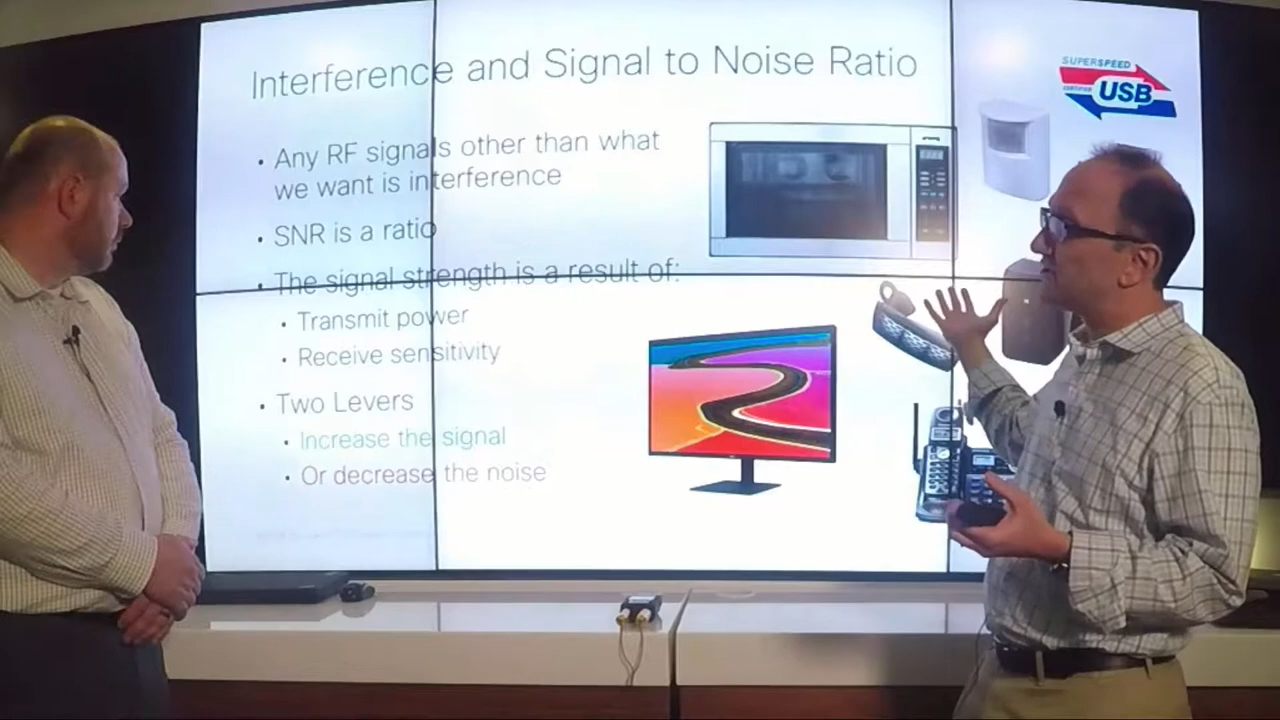 Interference and Signal to Noise Ratio
SUPERSPEED
CERTIFIED
USB
• Any RF signals other than what
we want is interference
• SNR is a ratio
• The signal strength is a result of:
• Transmit power
• Receive sensitivity
• Two Levers
• Increase the signal
• Or decrease the noise